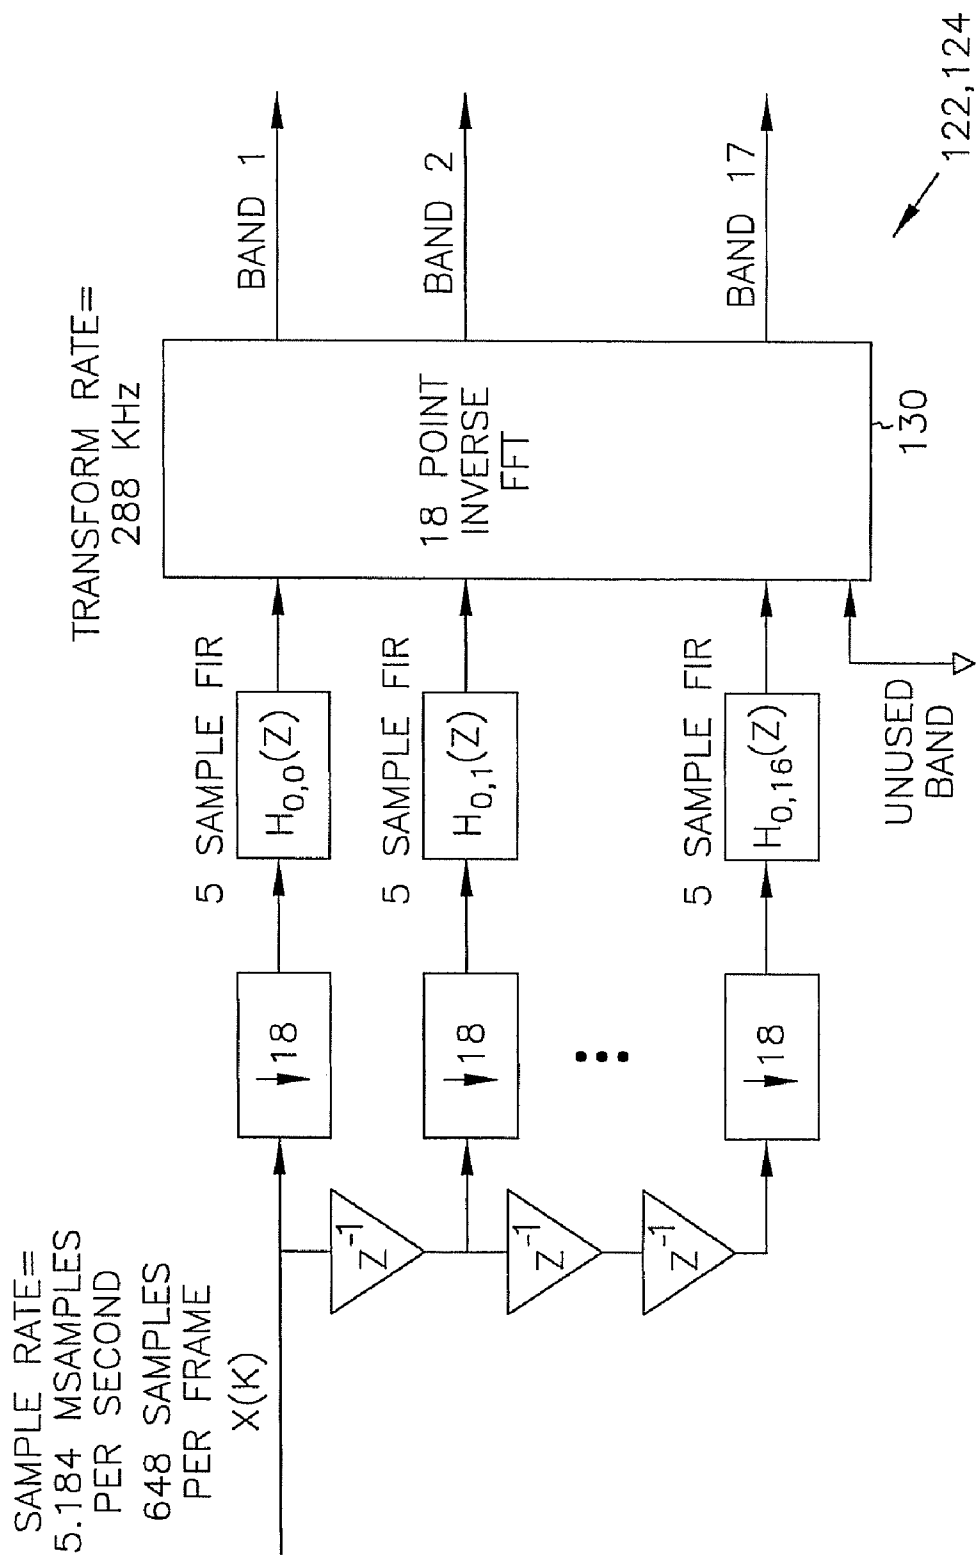 SAMPLE RATE=
5.184 MSAMPLES
PER SECOND
648 SAMPLES
PER FRAME
X(K)
Z-1
Z-1
Z-1
↓18
↓18
•••
↓18
5 SAMPLE FIR
H0,0(Z)
5 SAMPLE FIR
H0,1(Z)
5 SAMPLE FIR
H0,16(Z)
UNUSED
BAND
TRANSFORM RATE=
288 KHz
18 POINT
INVERSE
FFT
130
BAND 1
BAND 2
BAND 17
122,124